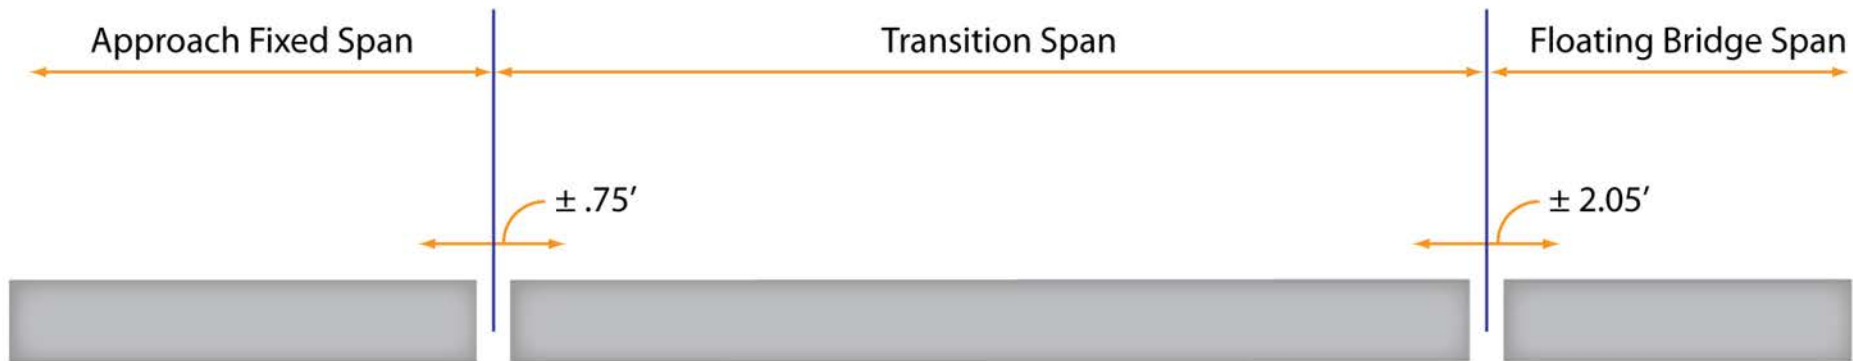 Approach Fixed Span
Transition Span
Floating Bridge Span
± .75′
± 2.05′